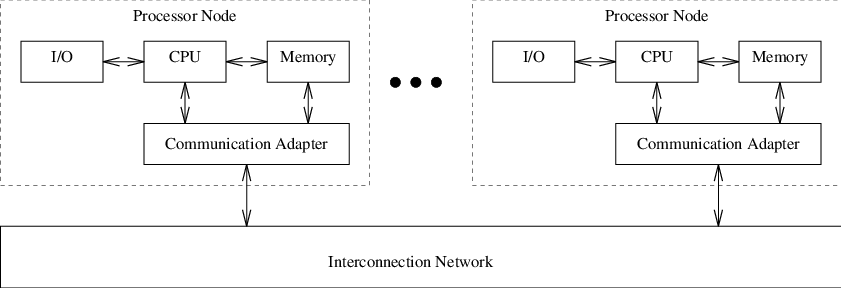 Processor Node
I/O
CPU
Memory
Communication Adapter
Processor Node
I/O
CPU
Memory
Communication Adapter
Interconnection Network